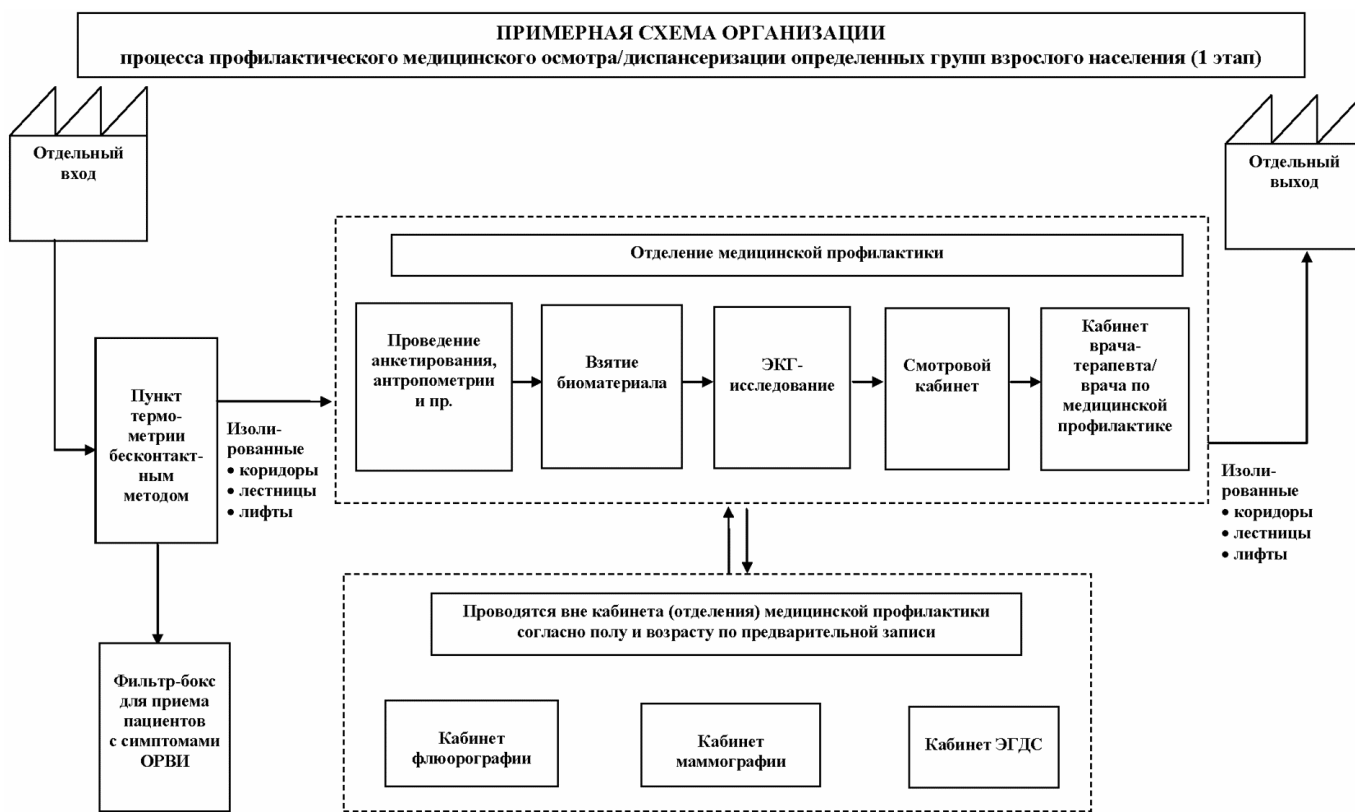 ПРИМЕРНАЯ СХЕМА ОРГАНИЗАЦИИ
процесса профилактического медицинского осмотра/диспансеризации определенных групп взрослого населения (1 этап)
Отдельный
вход
Отдельный
выход
Отделение медицинской профилактики
Проведение
анкетирования,
антропометрии
и пр.
Взятие
биоматериала
ЭКГ-
исследование
Смотровой
кабинет
Кабинет
врача-
терапевта/
врача по
медицинской
профилактике
Пункт
термо-
метрии
бесконтакт-
ным
методом
Изоли-
рованные
• коридоры
• лестницы
• лифты
Изоли-
рованные
• коридоры
• лестницы
• лифты
Проводятся вне кабинета (отделения) медицинской профилактики
согласно полу и возрасту по предварительной записи
Фильтр-бокс
для приема
пациентов
с симптомами
ОРВИ
Кабинет
флюорографии
Кабинет
маммографии
Кабинет ЭГДС